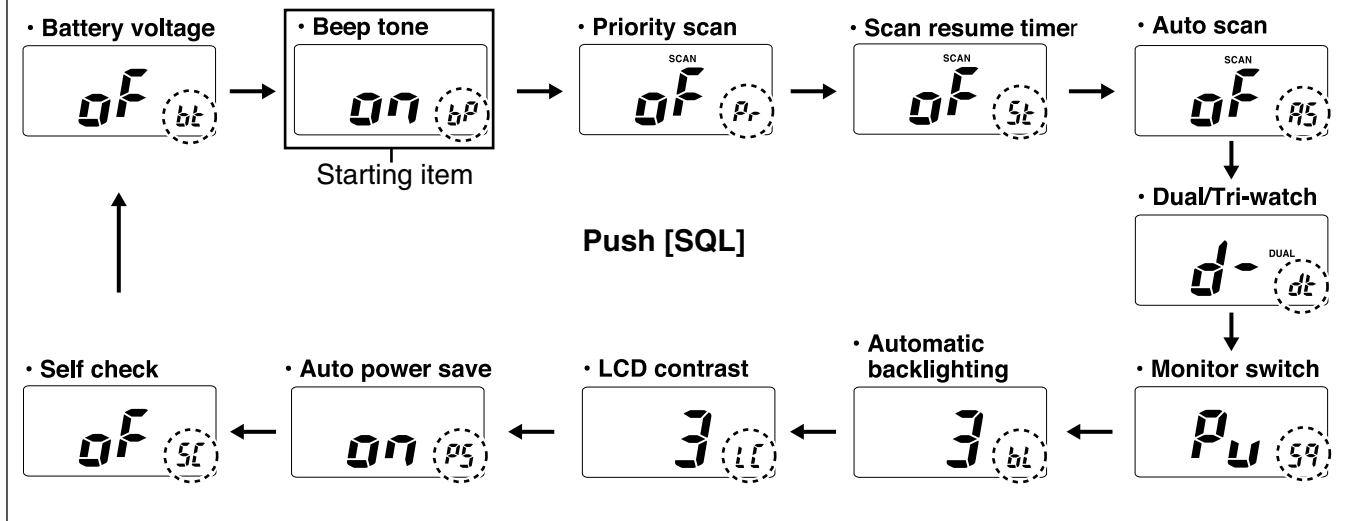 · Battery voltage
oF bt
· Beep tone
on bP
Starting item
· Priority scan
SCAN
oF Pr
· Scan resume timer
SCAN
oF St
· Auto scan
SCAN
oF AS
· Dual/Tri-watch
DUAL
d- dt
Push [SQL]
· Monitor switch
Pu Sq
· Automatic
backlighting
3 bL
· LCD contrast
3 LC
· Auto power save
on PS
· Self check
oF SC